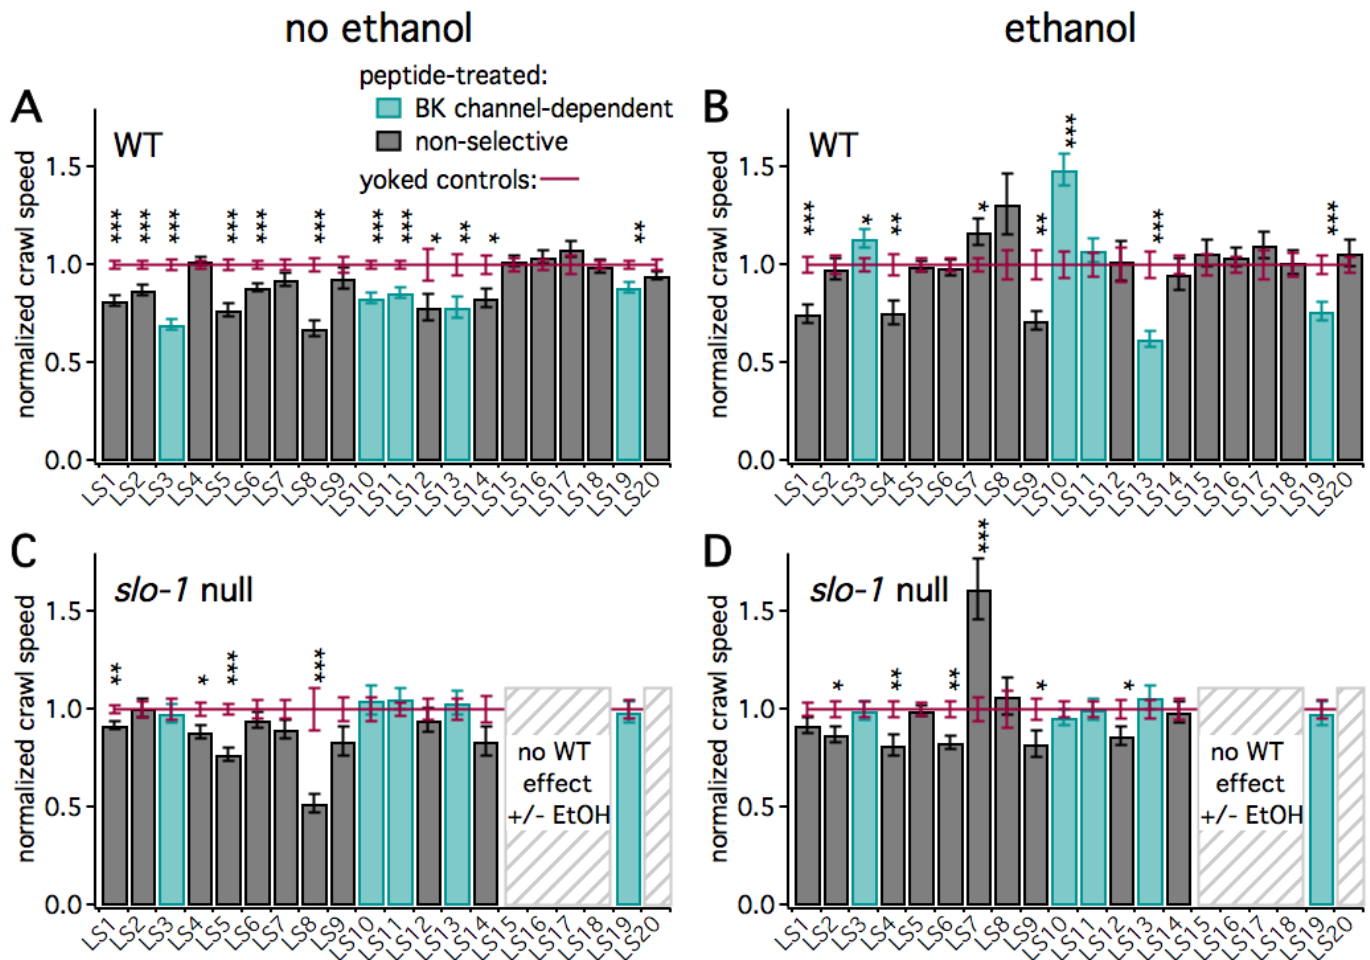 no ethanol
ethanol
peptide-treated:
BK channel-dependent
non-selective
yoked controls:
A
WT
normalized crawl speed
1.5
1.0
0.5
0.0
*** *** *** *** *** *** *** *** * ** * **
LS1 LS2 LS3 LS4 LS5 LS6 LS7 LS8 LS9 LS10 LS11 LS12 LS13 LS14 LS15 LS16 LS17 LS18 LS19 LS20
B
WT
normalized crawl speed
1.5
1.0
0.5
0.0
*** * ** * ** *** *** ***
LS1 LS2 LS3 LS4 LS5 LS6 LS7 LS8 LS9 LS10 LS11 LS12 LS13 LS14 LS15 LS16 LS17 LS18 LS19 LS20
C
slo-1 null
normalized crawl speed
1.5
1.0
0.5
0.0
** * *** ***
no WT
effect
+/- EtOH
LS1 LS2 LS3 LS4 LS5 LS6 LS7 LS8 LS9 LS10 LS11 LS12 LS13 LS14 LS15 LS16 LS17 LS18 LS19 LS20
D
slo-1 null
normalized crawl speed
1.5
1.0
0.5
0.0
* ** ** *** * *
no WT
effect
+/- EtOH
LS1 LS2 LS3 LS4 LS5 LS6 LS7 LS8 LS9 LS10 LS11 LS12 LS13 LS14 LS15 LS16 LS17 LS18 LS19 LS20